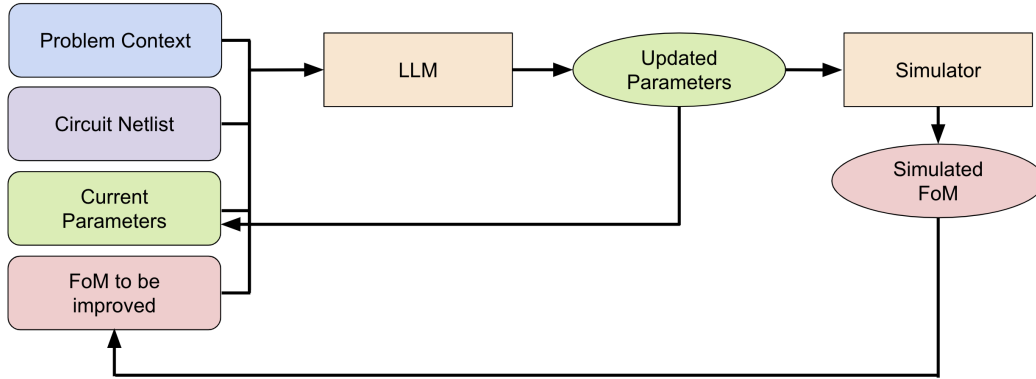 Problem Context
LLM
Updated
Parameters
Simulator
Circuit Netlist
Simulated
FoM
Current
Parameters
FoM to be
improved